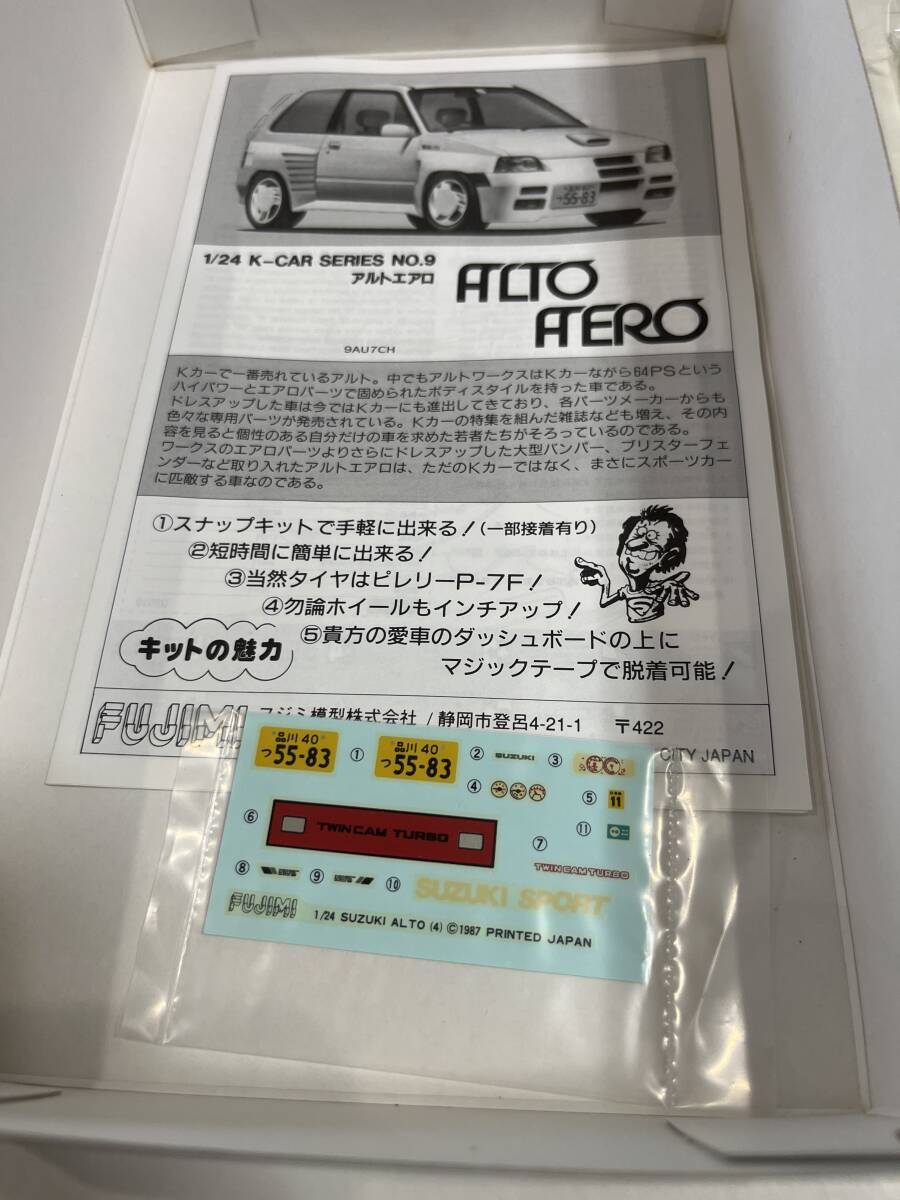 つ 55-83
1/24 K-CAR SERIES NO.9
アルトエアロ
ALTO
AERO
9AU7CH
Kカーで一番売れているアルト。中でもアルトワークスはKカーながら64PSという
ハイパワーとエアロパーツで固められたボディスタイルを持った車である。
ドレスアップした車は今ではKカーにも進出してきており、各パーツメーカーからも
色々な専用パーツが発売されている。Kカーの特集を組んだ雑誌なども増え、その内
容を見ると個性のある自分だけの車を求めた若者たちがそろっているのである。
ワークスのエアロパーツよりさらにドレスアップした大型バンパー、ブリスターフェ
ンダーなど取り入れたアルトエアロは、ただのKカーではなく、まさにスポーツカー
に匹敵する車なのである。
①スナップキットで手軽に出来る！(一部接着有り)
②短時間に簡単に出来る！
③当然タイヤはピレリーP-7F！
④勿論ホイールもインチアップ！
⑤貴方の愛車のダッシュボードの上に
マジックテープで脱着可能！
キットの魅力
FUJIMI フジミ模型株式会社 / 静岡市登呂4-21-1 〒422
CITY JAPAN
品川 40
つ 55-83
①
品川 40
つ 55-83
② SUZUKI
③
④
⑤ 11
⑥ TWIN CAM TURBO
⑦ TWIN CAM TURBO
⑪
⑧
⑨
⑩ SUZUKI SPORT
FUJIMI 1/24 SUZUKI ALTO (4) ©1987 PRINTED JAPAN